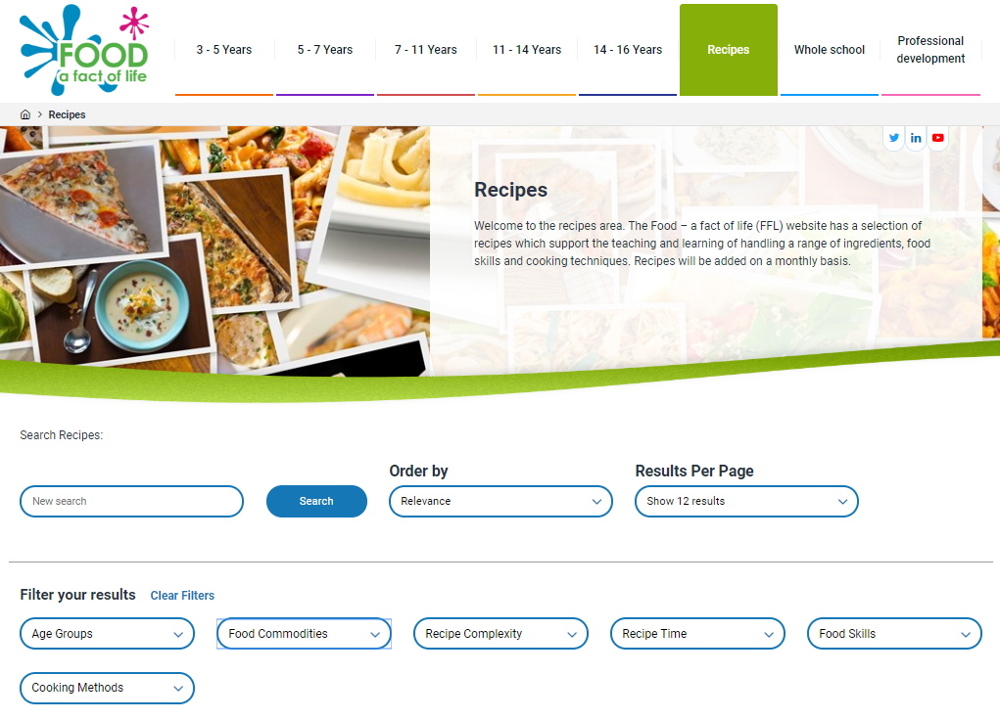 FOOD
a fact of life
3 - 5 Years
5 - 7 Years
7 - 11 Years
11 - 14 Years
14 - 16 Years
Recipes
Whole school
Professional
development
Recipes
Recipes
Welcome to the recipes area. The Food – a fact of life (FFL) website has a selection of
recipes which support the teaching and learning of handling a range of ingredients, food
skills and cooking techniques. Recipes will be added on a monthly basis.
Search Recipes:
Order by
Results Per Page
New search
Search
Relevance
Show 12 results
Filter your results
Clear Filters
Age Groups
Food Commodities
Recipe Complexity
Recipe Time
Food Skills
Cooking Methods